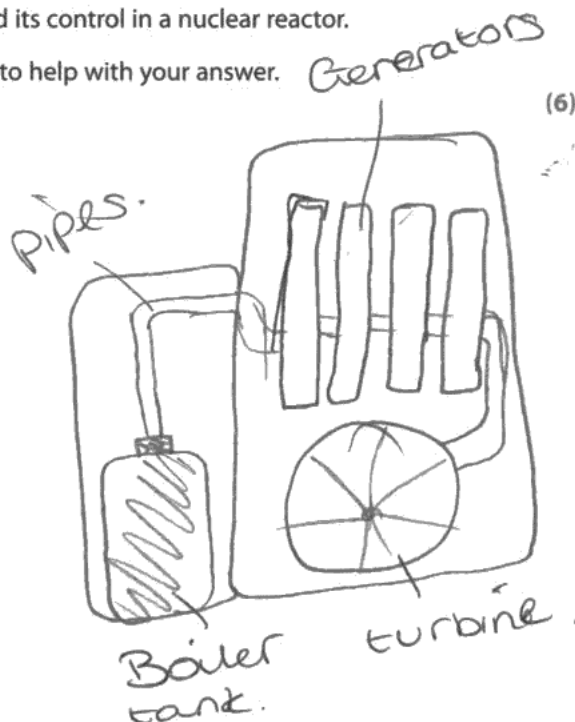 d its control in a nuclear reactor.
to help with your answer.
Generators
(6)
pipes.
Boiler
tank.
turbine.